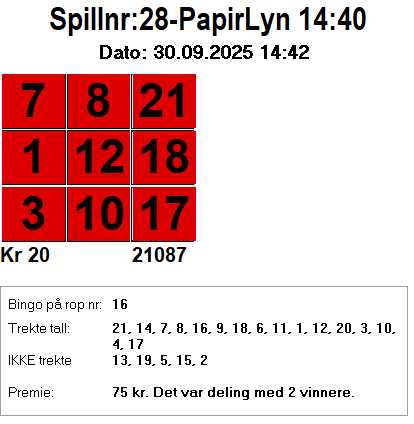 Spillnr:28-PapirLyn 14:40
Dato: 30.09.2025 14:42
7 8 21
1 12 18
3 10 17
Kr 20 21087
Bingo på rop nr: 16
Trekte tall: 21, 14, 7, 8, 16, 9, 18, 6, 11, 1, 12, 20, 3, 10,
4, 17
IKKE trekte 13, 19, 5, 15, 2
Premie: 75 kr. Det var deling med 2 vinnere.